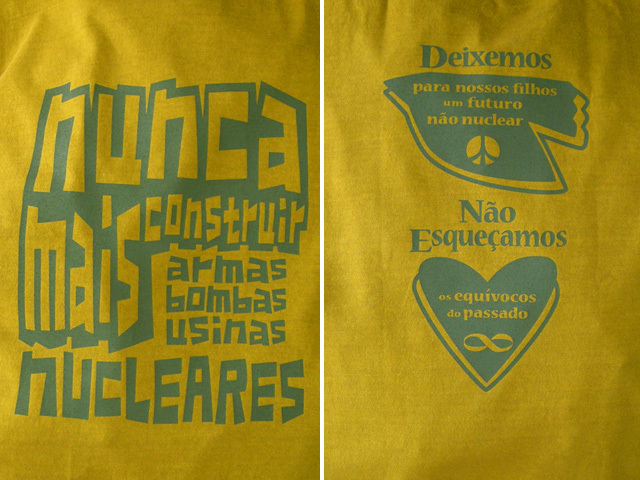 nunca
mais construir
armas
bombas
usinas
NUCLEARES
Deixemos
para nossos filhos
um futuro
não nuclear
Não
Esqueçamos
os equívocos
do passado